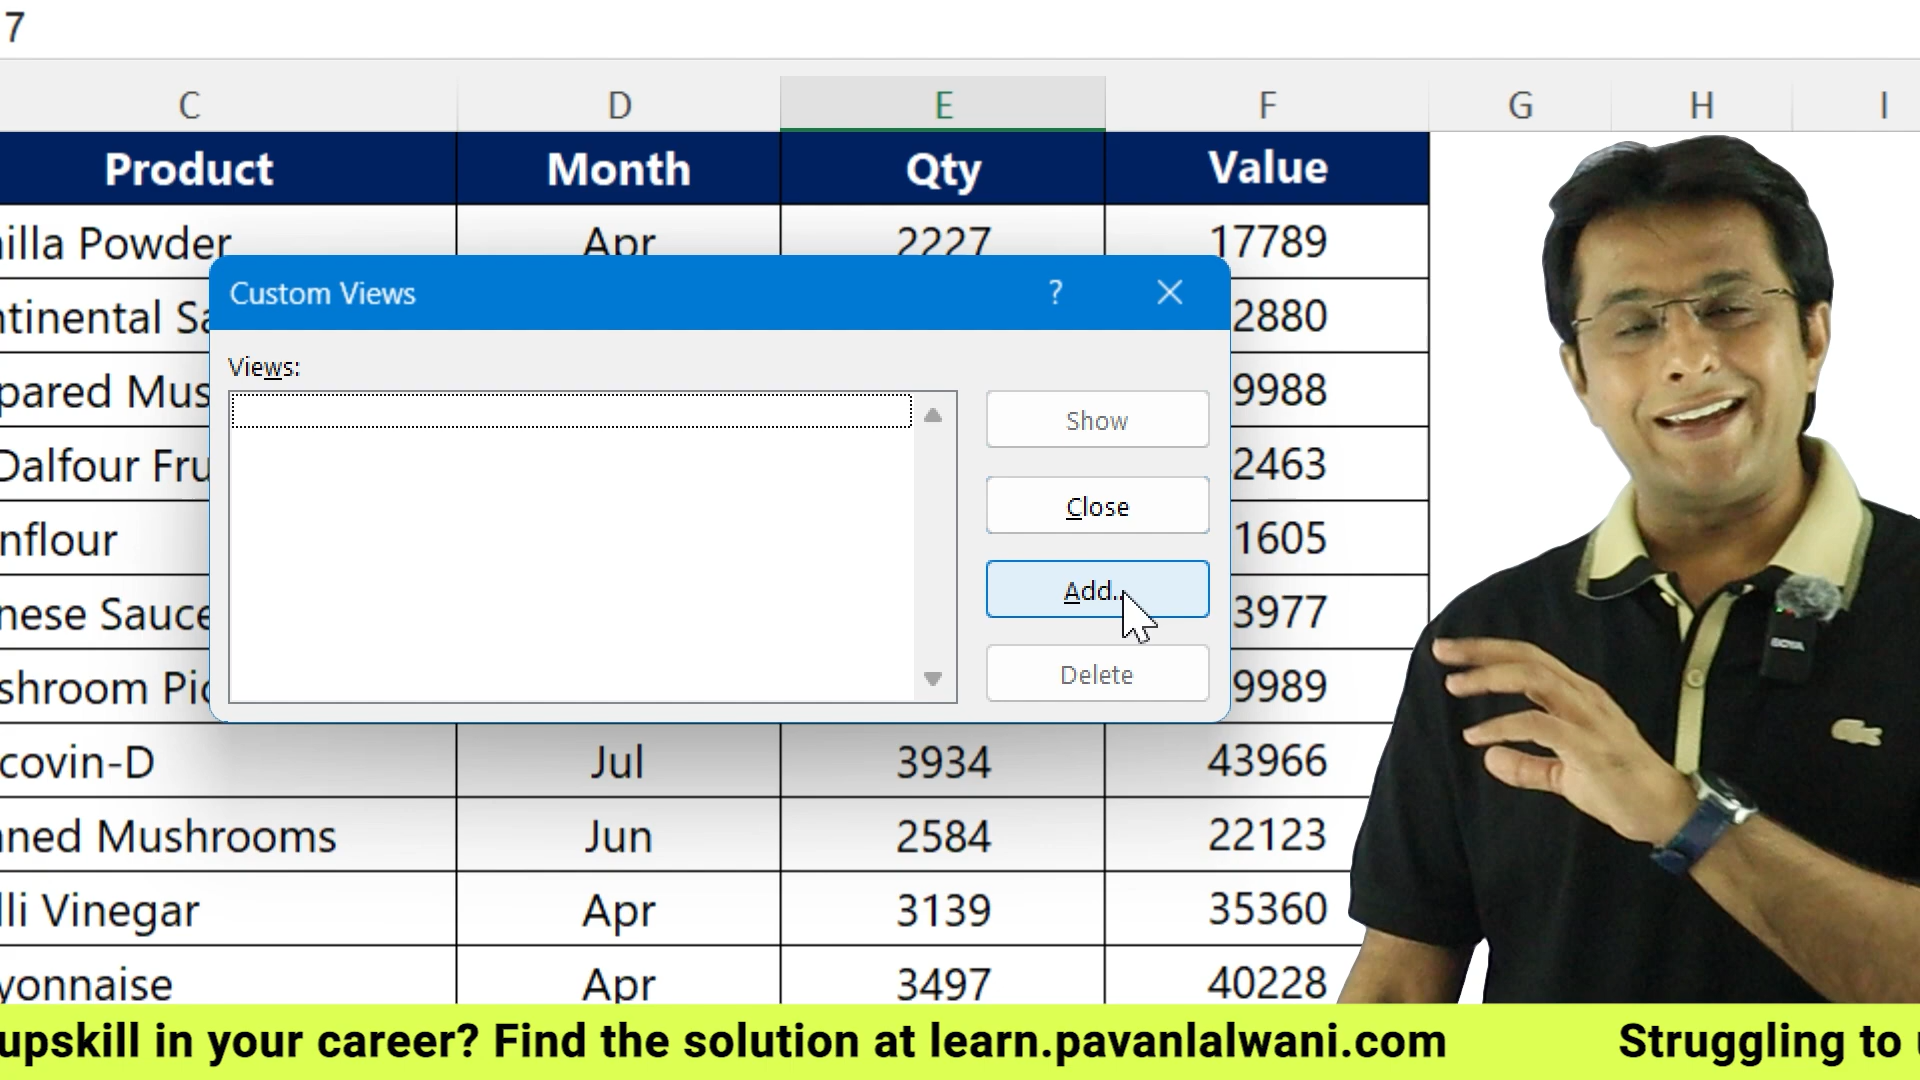 7
C D E F G H I
Product Month Qty Value
illa Powder Apr 2227 17789
ntinental Sa 2880
pared Mus 9988
Dalfour Fru 2463
nflour 1605
nese Sauce 3977
shroom Pic 9989
covin-D Jul 3934 43966
ned Mushrooms Jun 2584 22123
lli Vinegar Apr 3139 35360
yonnaise Apr 3497 40228
Custom Views ?
Views:
Show
Close
Add...
Delete
BOYA
upskill in your career? Find the solution at learn.pavanlalwani.com Struggling to u